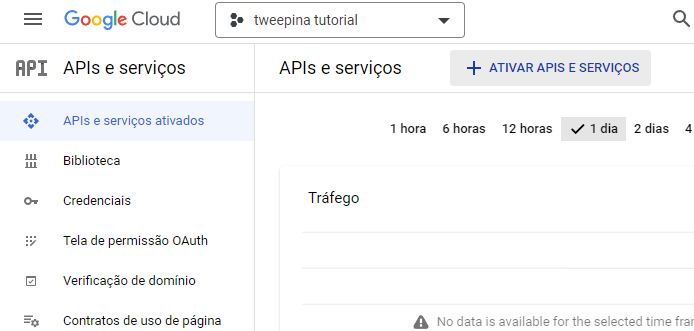 Google Cloud
tweepina tutorial
API APIs e serviços
APIs e serviços
+ ATIVAR APIS E SERVIÇOS
APIs e serviços ativados
Biblioteca
Credenciais
Tela de permissão OAuth
Verificação de domínio
Contratos de uso de página
1 hora 6 horas 12 horas 1 dia 2 dias 4
Tráfego
No data is available for the selected time fran